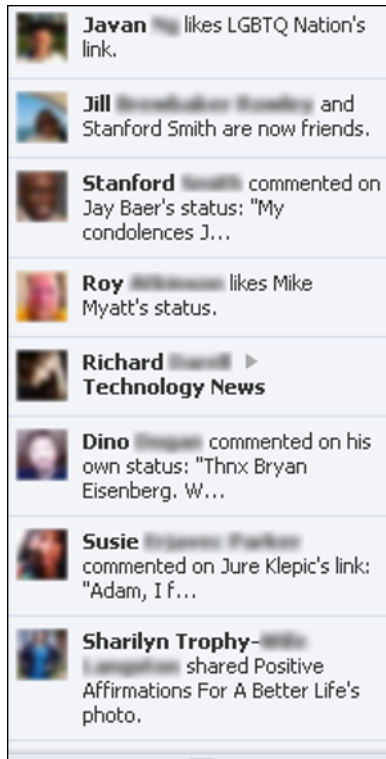 Javan likes LGBTQ Nation's
link.
Jill and
Stanford Smith are now friends.
Stanford commented on
Jay Baer's status: "My
condolences J...
Roy likes Mike
Myatt's status.
Richard
Technology News
Dino commented on his
own status: "Thnx Bryan
Eisenberg. W...
Susie
commented on Jure Klepic's link:
"Adam, I f...
Sharilyn Trophy-
shared Positive
Affirmations For A Better Life's
photo.